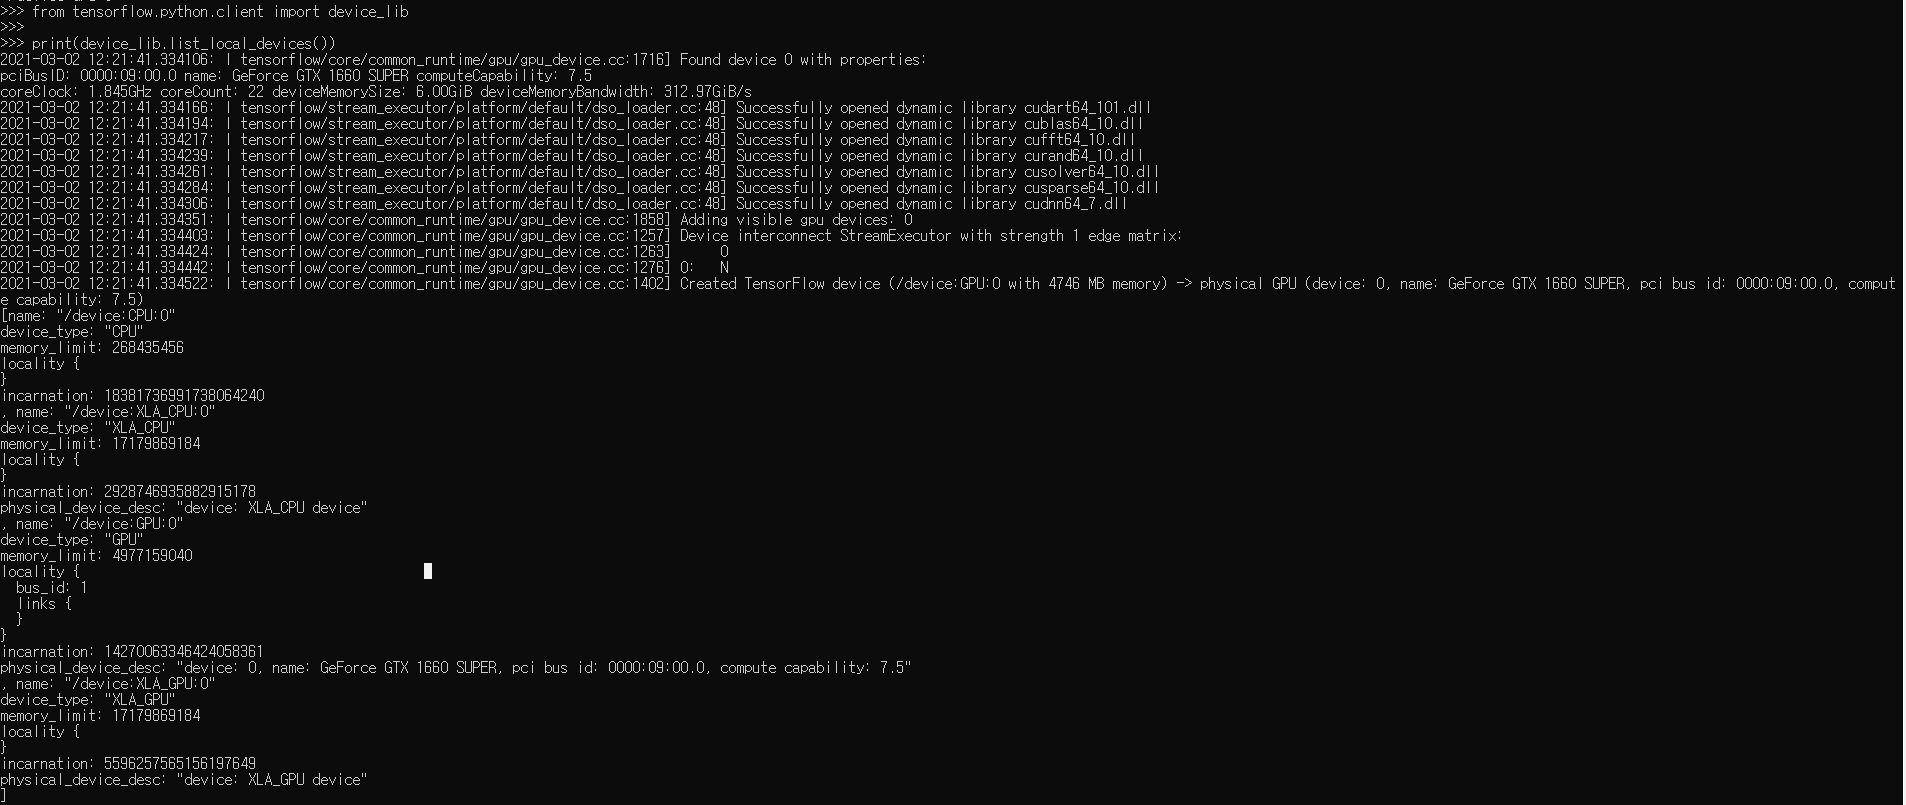 >>> from tensorflow.python.client import device_lib
>>>
>>> print(device_lib.list_local_devices())
2021-03-02 12:21:41.334106: I tensorflow/core/common_runtime/gpu/gpu_device.cc:1716] Found device 0 with properties:
pciBusID: 0000:09:00.0 name: GeForce GTX 1660 SUPER computeCapability: 7.5
coreClock: 1.845GHz coreCount: 22 deviceMemorySize: 6.00GiB deviceMemoryBandwidth: 312.97GiB/s
2021-03-02 12:21:41.334166: I tensorflow/stream_executor/platform/default/dso_loader.cc:48] Successfully opened dynamic library cudart64_101.dll
2021-03-02 12:21:41.334194: I tensorflow/stream_executor/platform/default/dso_loader.cc:48] Successfully opened dynamic library cublas64_10.dll
2021-03-02 12:21:41.334217: I tensorflow/stream_executor/platform/default/dso_loader.cc:48] Successfully opened dynamic library cufft64_10.dll
2021-03-02 12:21:41.334239: I tensorflow/stream_executor/platform/default/dso_loader.cc:48] Successfully opened dynamic library curand64_10.dll
2021-03-02 12:21:41.334261: I tensorflow/stream_executor/platform/default/dso_loader.cc:48] Successfully opened dynamic library cusolver64_10.dll
2021-03-02 12:21:41.334284: I tensorflow/stream_executor/platform/default/dso_loader.cc:48] Successfully opened dynamic library cusparse64_10.dll
2021-03-02 12:21:41.334306: I tensorflow/stream_executor/platform/default/dso_loader.cc:48] Successfully opened dynamic library cudnn64_7.dll
2021-03-02 12:21:41.334351: I tensorflow/core/common_runtime/gpu/gpu_device.cc:1858] Adding visible gpu devices: 0
2021-03-02 12:21:41.334403: I tensorflow/core/common_runtime/gpu/gpu_device.cc:1257] Device interconnect StreamExecutor with strength 1 edge matrix:
2021-03-02 12:21:41.334424: I tensorflow/core/common_runtime/gpu/gpu_device.cc:1263]      0
2021-03-02 12:21:41.334442: I tensorflow/core/common_runtime/gpu/gpu_device.cc:1276] 0:   N
2021-03-02 12:21:41.334522: I tensorflow/core/common_runtime/gpu/gpu_device.cc:1402] Created TensorFlow device (/device:GPU:0 with 4746 MB memory) -> physical GPU (device: 0, name: GeForce GTX 1660 SUPER, pci bus id: 0000:09:00.0, comput
e capability: 7.5)
[name: "/device:CPU:0"
device_type: "CPU"
memory_limit: 268435456
locality {
}
incarnation: 18381736991738064240
, name: "/device:XLA_CPU:0"
device_type: "XLA_CPU"
memory_limit: 17179869184
locality {
}
incarnation: 2928746935882915178
physical_device_desc: "device: XLA_CPU device"
, name: "/device:GPU:0"
device_type: "GPU"
memory_limit: 4977159040
locality {
  bus_id: 1
  links {
  }
}
incarnation: 14270063346424058361
physical_device_desc: "device: 0, name: GeForce GTX 1660 SUPER, pci bus id: 0000:09:00.0, compute capability: 7.5"
, name: "/device:XLA_GPU:0"
device_type: "XLA_GPU"
memory_limit: 17179869184
locality {
}
incarnation: 5596257565156197649
physical_device_desc: "device: XLA_GPU device"
]